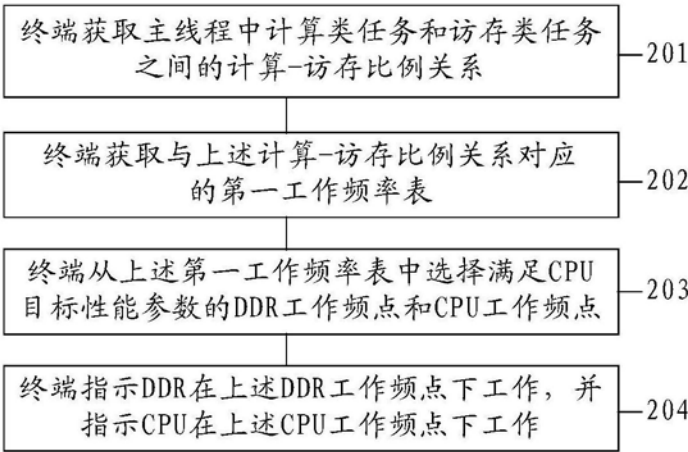 终端获取主线程中计算类任务和访存类任务
之间的计算-访存比例关系
201
终端获取与上述计算-访存比例关系对应
的第一工作频率表
202
终端从上述第一工作频率表中选择满足CPU
目标性能参数的DDR工作频点和CPU工作频点
203
终端指示DDR在上述DDR工作频点下工作，并
指示CPU在上述CPU工作频点下工作
204